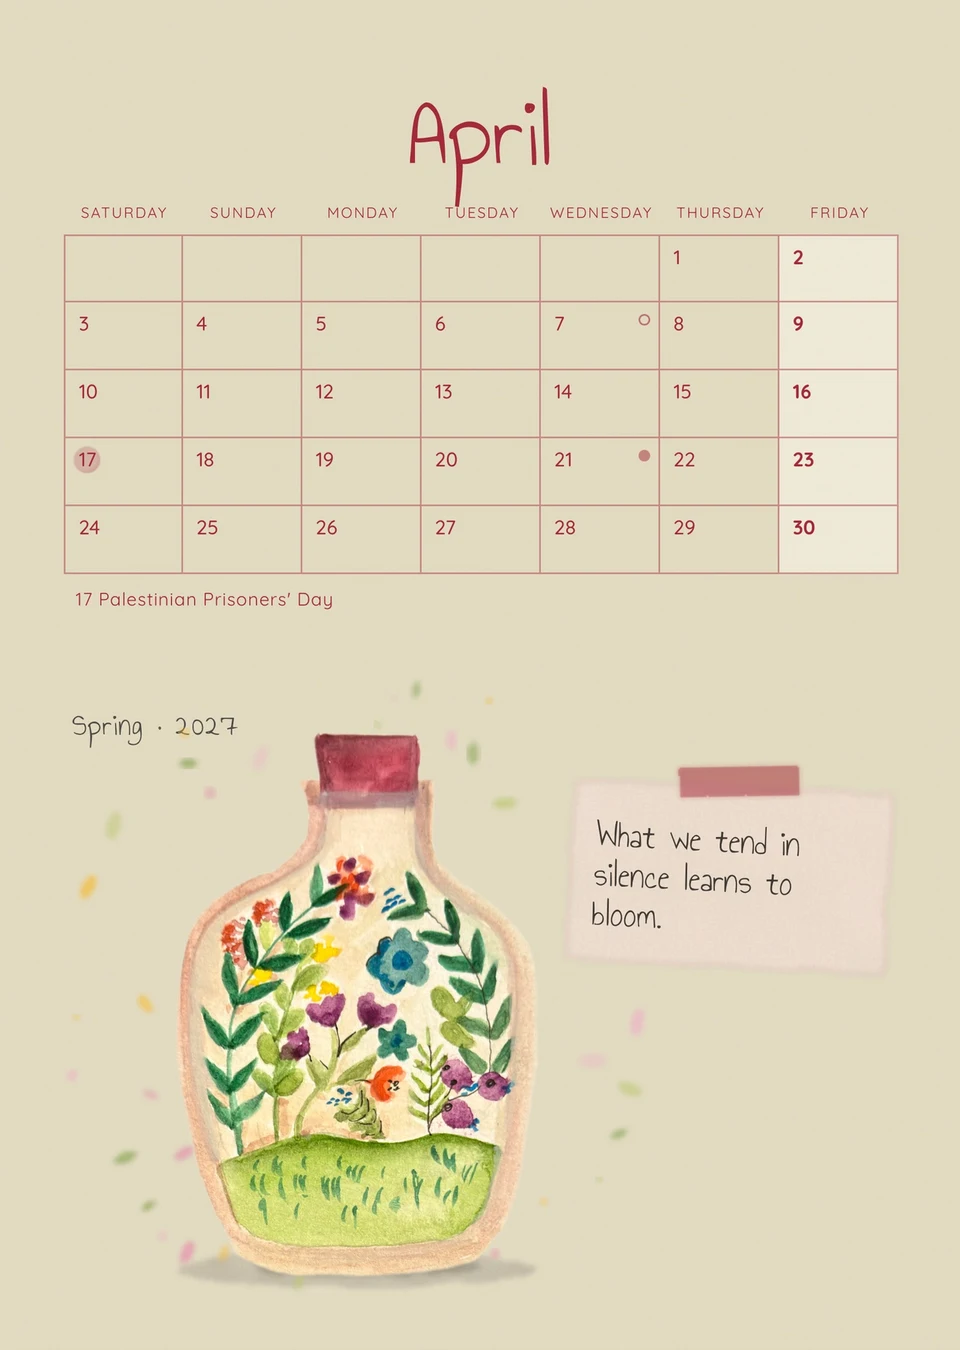 April
SATURDAY SUNDAY MONDAY TUESDAY WEDNESDAY THURSDAY FRIDAY
1 2
3 4 5 6 7 8 9
10 11 12 13 14 15 16
17 18 19 20 21 22 23
24 25 26 27 28 29 30
17 Palestinian Prisoners' Day
Spring · 2027
What we tend in
silence learns to
bloom.